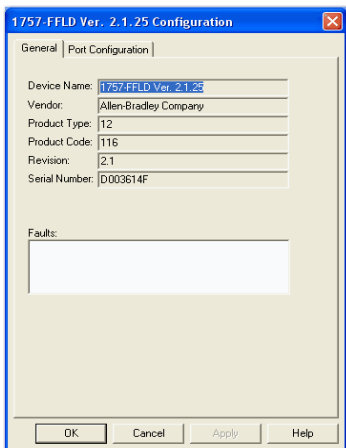 1757-FFLD Ver. 2.1.25 Configuration
General Port Configuration
Device Name: 1757-FFLD Ver. 2.1.25
Vendor: Allen-Bradley Company
Product Type: 12
Product Code: 116
Revision: 2.1
Serial Number: D003614F
Faults:
OK Cancel Apply Help